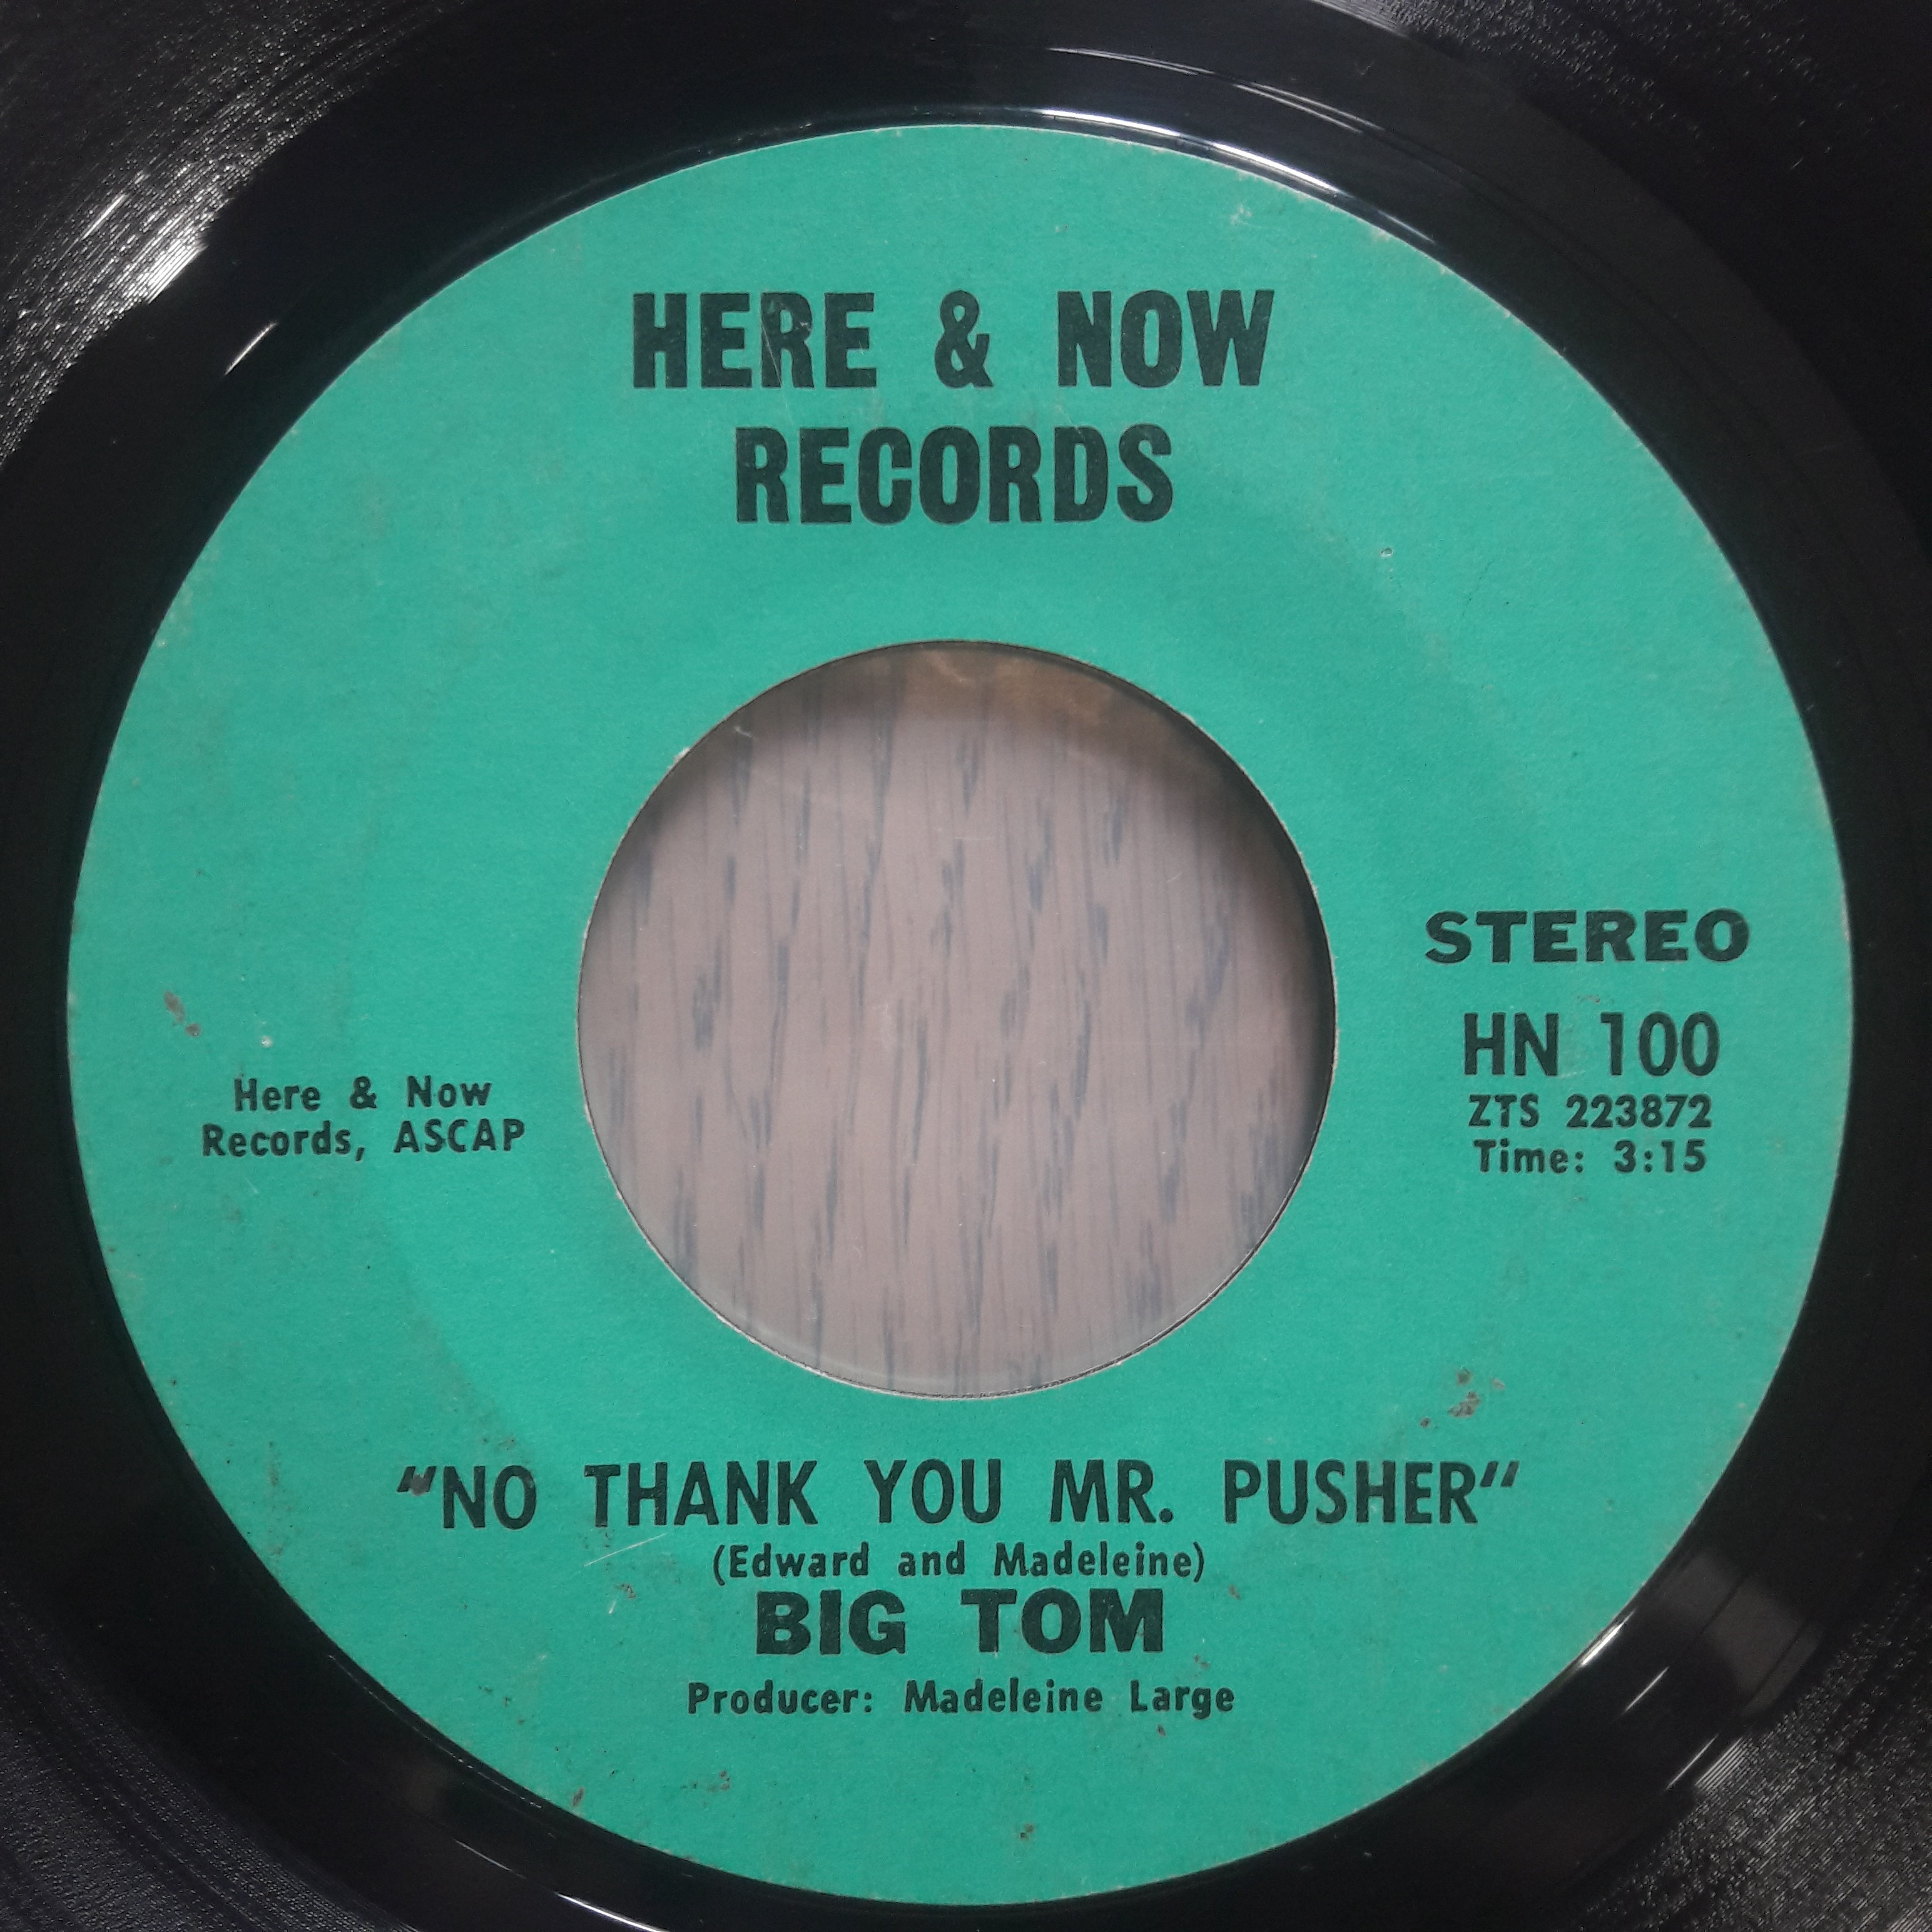 HERE & NOW
RECORDS
STEREO
HN 100
ZTS 223872
Time: 3:15
Here & Now
Records, ASCAP
"NO THANK YOU MR. PUSHER"
(Edward and Madeleine)
BIG TOM
Producer: Madeleine Large